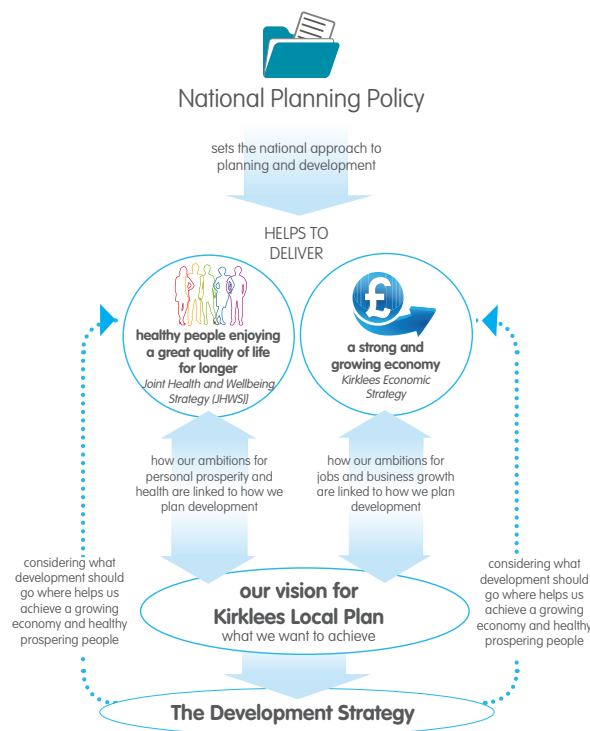 National Planning Policy
sets the national approach to
planning and development
HELPS TO
DELIVER
healthy people enjoying
a great quality of life
for longer
Joint Health and Wellbeing
Strategy (JHWS)]
£
a strong and
growing economy
Kirklees Economic
Strategy
how our ambitions for
personal prosperity and
health are linked to how we
plan development
how our ambitions for
jobs and business growth
are linked to how we plan
development
considering what
development should
go where helps us
achieve a growing
economy and healthy
prospering people
our vision for
Kirklees Local Plan
what we want to achieve
considering what
development should
go where helps us
achieve a growing
economy and healthy
prospering people
The Development Strategy